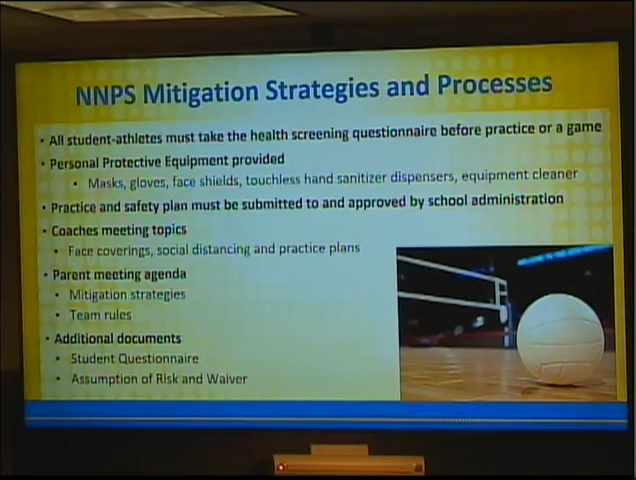 NNPS Mitigation Strategies and Processes
• All student-athletes must take the health screening questionnaire before practice or a game
• Personal Protective Equipment provided
• Masks, gloves, face shields, touchless hand sanitizer dispensers, equipment cleaner
• Practice and safety plan must be submitted to and approved by school administration
• Coaches meeting topics
• Face coverings, social distancing and practice plans
• Parent meeting agenda
• Mitigation strategies
• Team rules
• Additional documents
• Student Questionnaire
• Assumption of Risk and Waiver